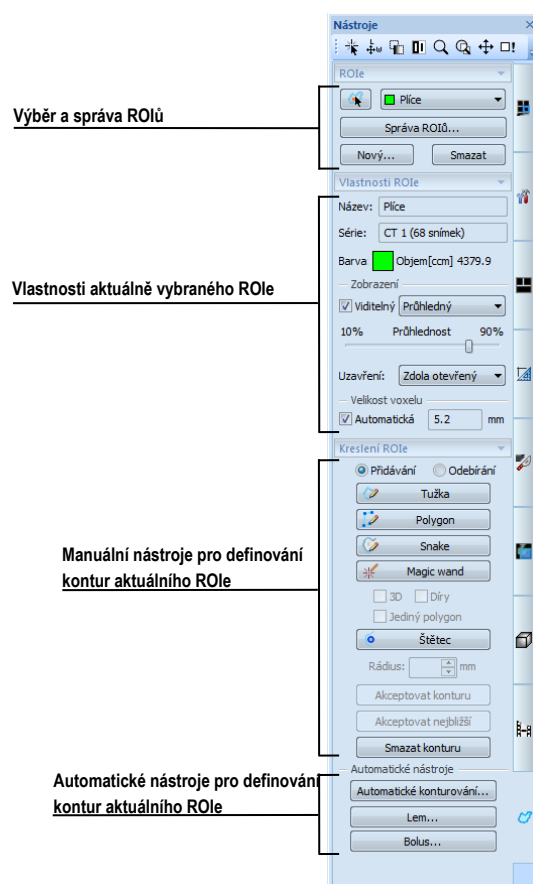 Nástroje
ROIe
Výběr a správa ROIů
Plíce
Správa ROIů...
Nový... Smazat
Vlastnosti ROIe
Název: Plíce
Série: CT 1 (68 snímek)
Barva Objem[ccm] 4379.9
Vlastnosti aktuálně vybraného ROIe
Zobrazení
Viditelný Průhledný
10% Průhlednost 90%
Uzavření: Zdola otevřený
Velikost voxelu
Automatická 5.2 mm
Kreslení ROIe
Přidávání Odebírání
Tužka
Polygon
Manuální nástroje pro definování
kontur aktuálního ROIe
Snake
Magic wand
3D Díry
Jediný polygon
Štětec
Rádius: mm
Akceptovat konturu
Akceptovat nejbližší
Smazat konturu
Automatické nástroje
Automatické nástroje pro definování
kontur aktuálního ROIe
Automatické konturování...
Lem...
Bolus...